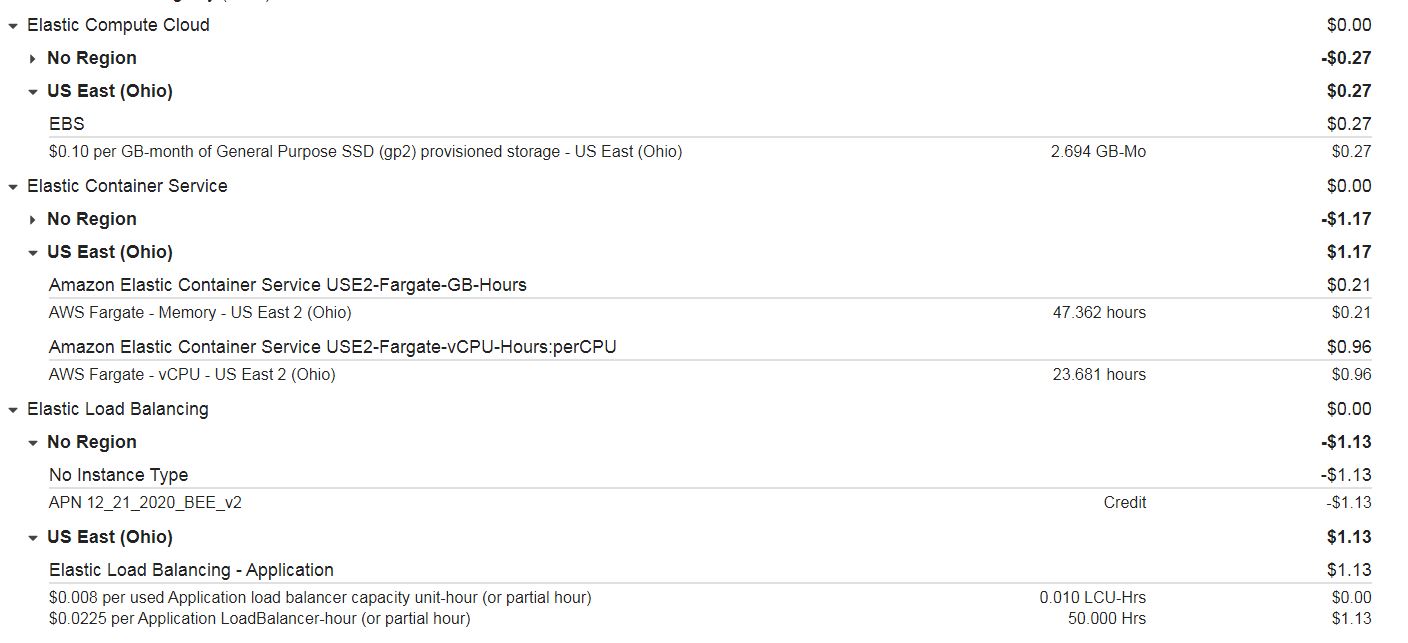 Elastic Compute Cloud $0.00
No Region -$0.27
US East (Ohio) $0.27
EBS $0.27
$0.10 per GB-month of General Purpose SSD (gp2) provisioned storage - US East (Ohio) 2.694 GB-Mo $0.27
Elastic Container Service $0.00
No Region -$1.17
US East (Ohio) $1.17
Amazon Elastic Container Service USE2-Fargate-GB-Hours $0.21
AWS Fargate - Memory - US East 2 (Ohio) 47.362 hours $0.21
Amazon Elastic Container Service USE2-Fargate-vCPU-Hours:perCPU $0.96
AWS Fargate - vCPU - US East 2 (Ohio) 23.681 hours $0.96
Elastic Load Balancing $0.00
No Region -$1.13
No Instance Type -$1.13
APN 12_21_2020_BEE_v2 Credit -$1.13
US East (Ohio) $1.13
Elastic Load Balancing - Application $1.13
$0.008 per used Application load balancer capacity unit-hour (or partial hour) 0.010 LCU-Hrs $0.00
$0.0225 per Application LoadBalancer-hour (or partial hour) 50.000 Hrs $1.13